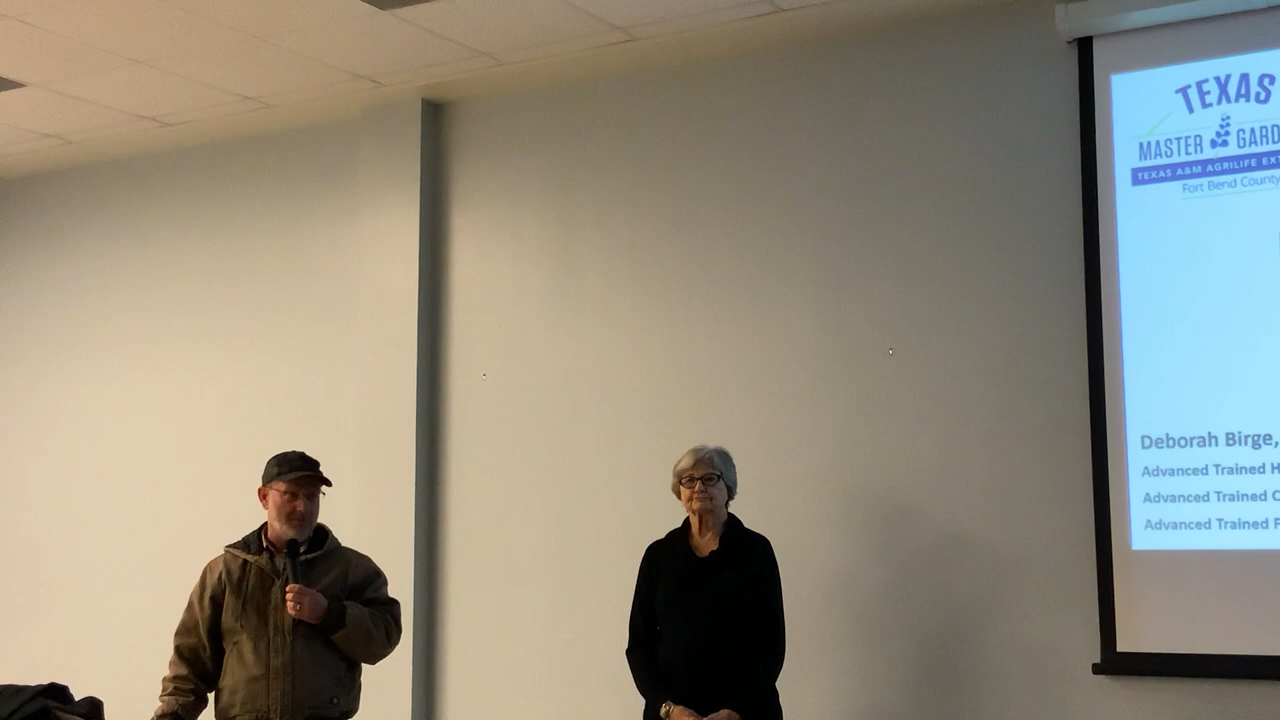 TEXAS
MASTER GARD
TEXAS A&M AGRILIFE EXT
Fort Bend County
Deborah Birge,
Advanced Trained H
Advanced Trained C
Advanced Trained F